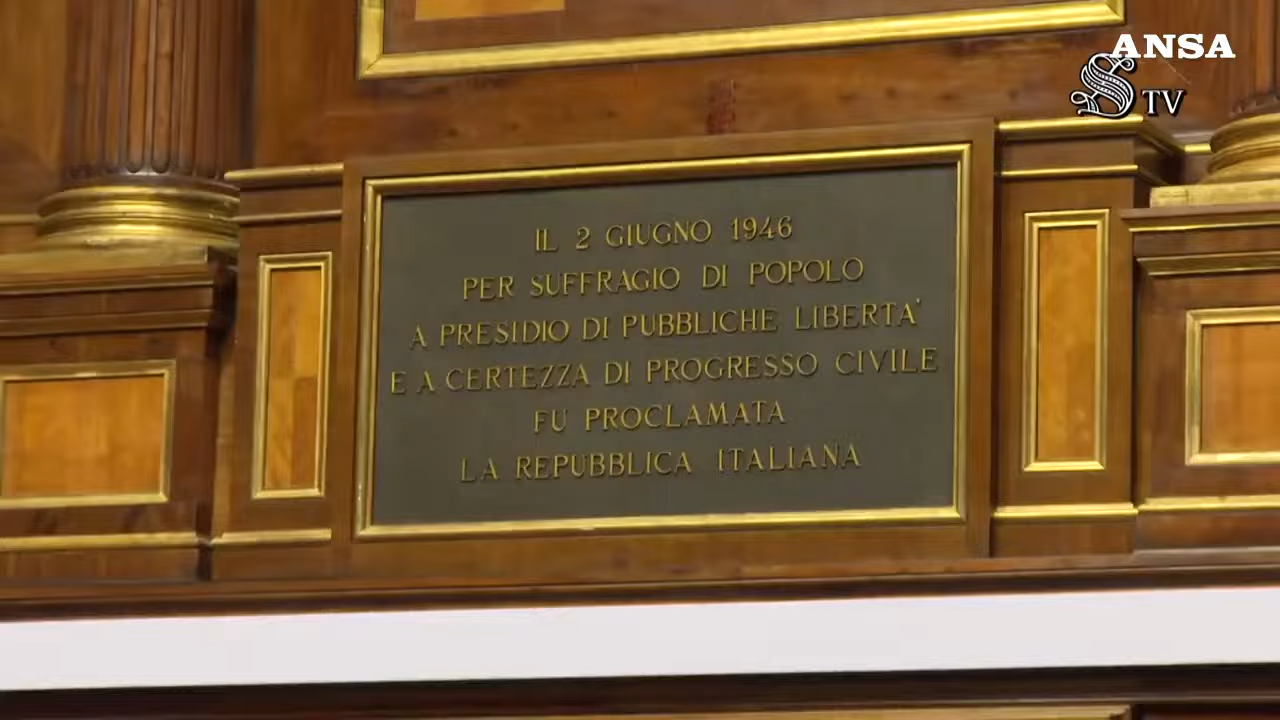 ANSA
S TV
IL 2 GIUGNO 1946
PER SUFFRAGIO DI POPOLO
A PRESIDIO DI PUBBLICHE LIBERTA'
E A CERTEZZA DI PROGRESSO CIVILE
FU PROCLAMATA
LA REPUBBLICA ITALIANA